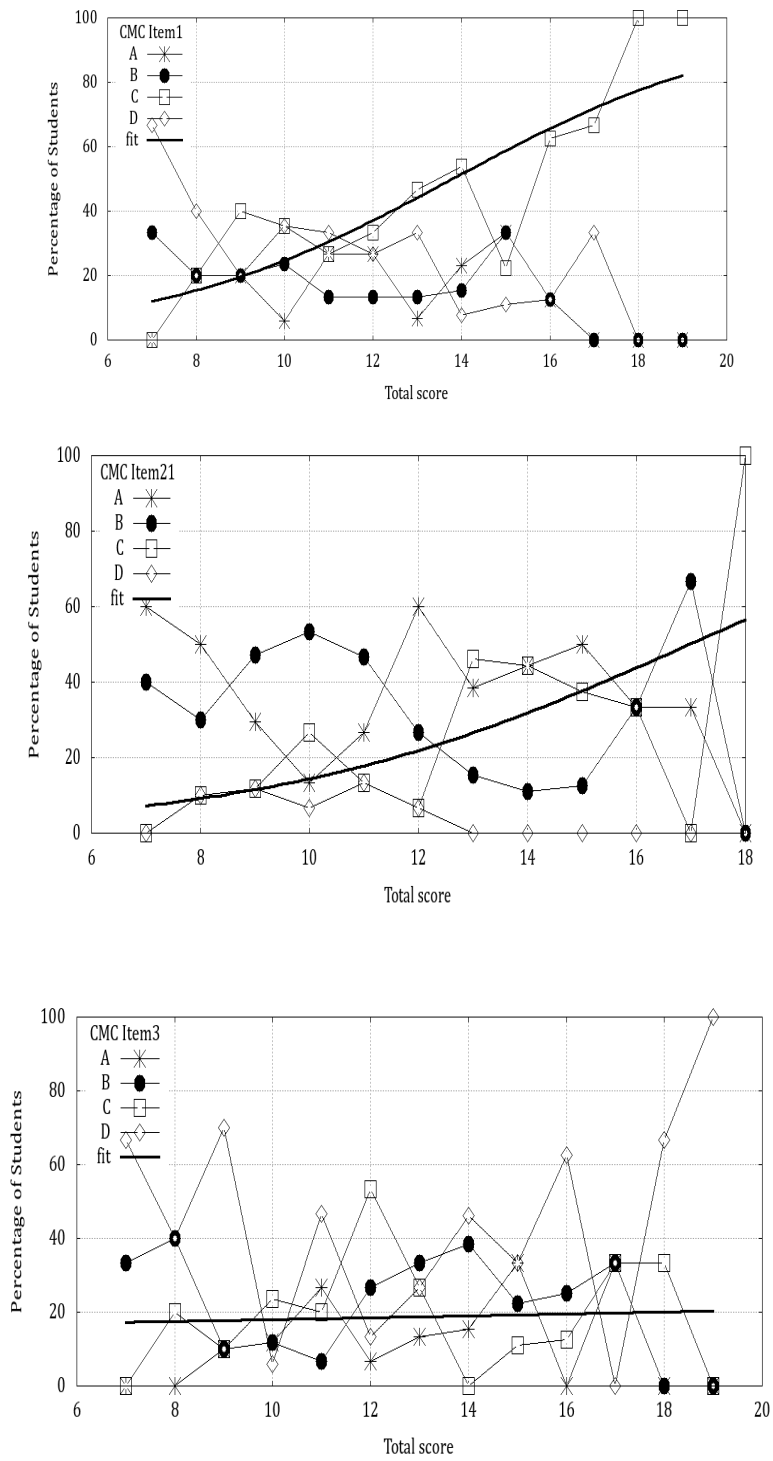 100
CMC Item1
A
80
B
C
D
60
fit
40
20
0
6 8 10 12 14 16 18 20
Percentage of Students
Total score
100
CMC Item21
A
80
B
C
D
60
fit
40
20
0
6 8 10 12 14 16 18
Percentage of Students
Total score
100
CMC Item3
A
80
B
C
D
60
fit
40
20
0
6 8 10 12 14 16 18 20
Percentage of Students
Total score